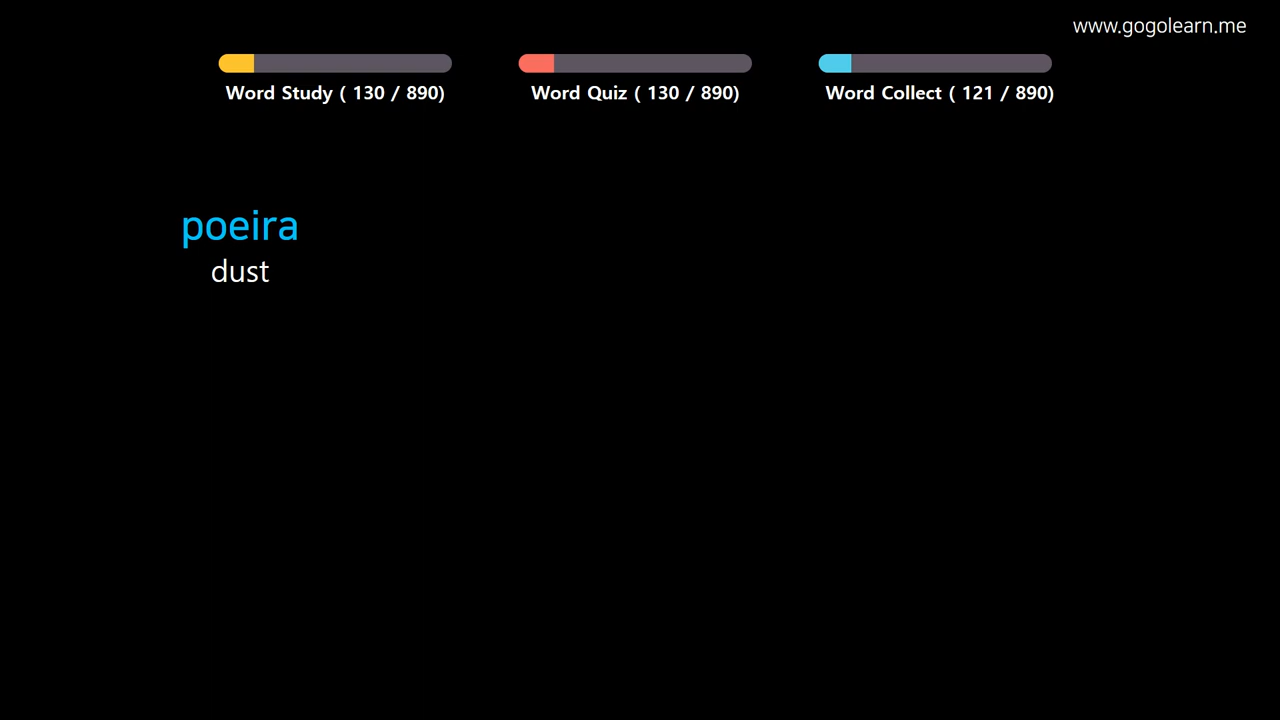 www.gogolearn.me
Word Study ( 130 / 890)
Word Quiz ( 130 / 890)
Word Collect ( 121 / 890)
poeira
dust